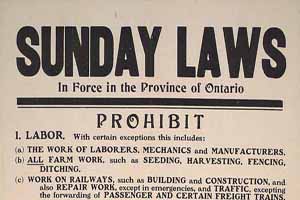 SUNDAY LAWS
In Force in the Province of Ontario
PROHIBIT
1. LABOR. With certain exceptions this includes:
(a) THE WORK OF LABORERS, MECHANICS and MANUFACTURERS.
(b) ALL FARM WORK, such as SEEDING, HARVESTING, FENCING,
DITCHING.
(c) WORK ON RAILWAYS, such as BUILDING and CONSTRUCTION, and
also REPAIR WORK, except in emergencies, and TRAFFIC, excepting
the forwarding of PASSENGER AND CERTAIN FREIGHT TRAINS.